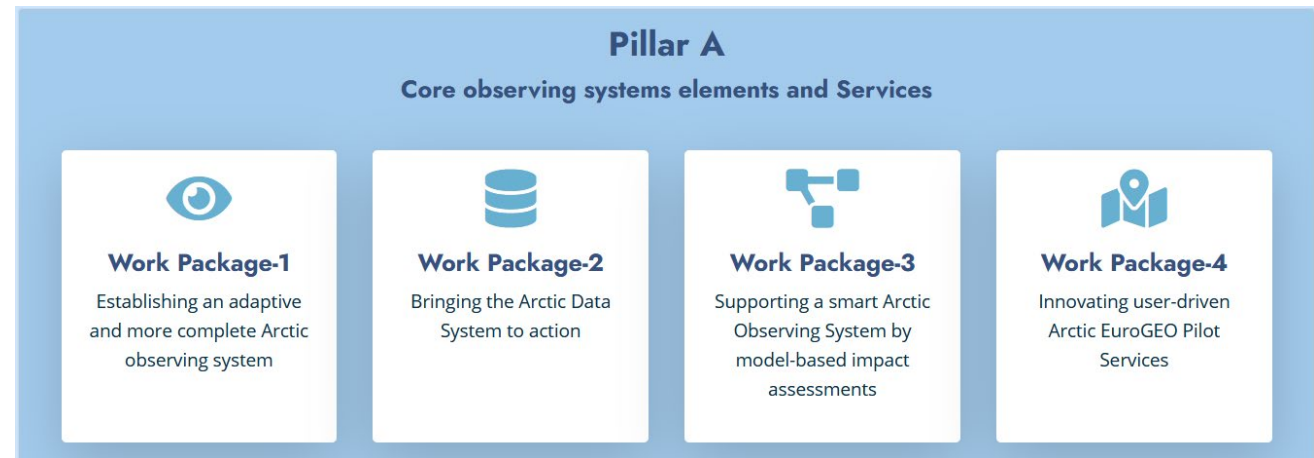 Pillar A
Core observing systems elements and Services
Work Package-1
Establishing an adaptive
and more complete Arctic
observing system
Work Package-2
Bringing the Arctic Data
System to action
Work Package-3
Supporting a smart Arctic
Observing System by
model-based impact
assessments
Work Package-4
Innovating user-driven
Arctic EuroGEO Pilot
Services